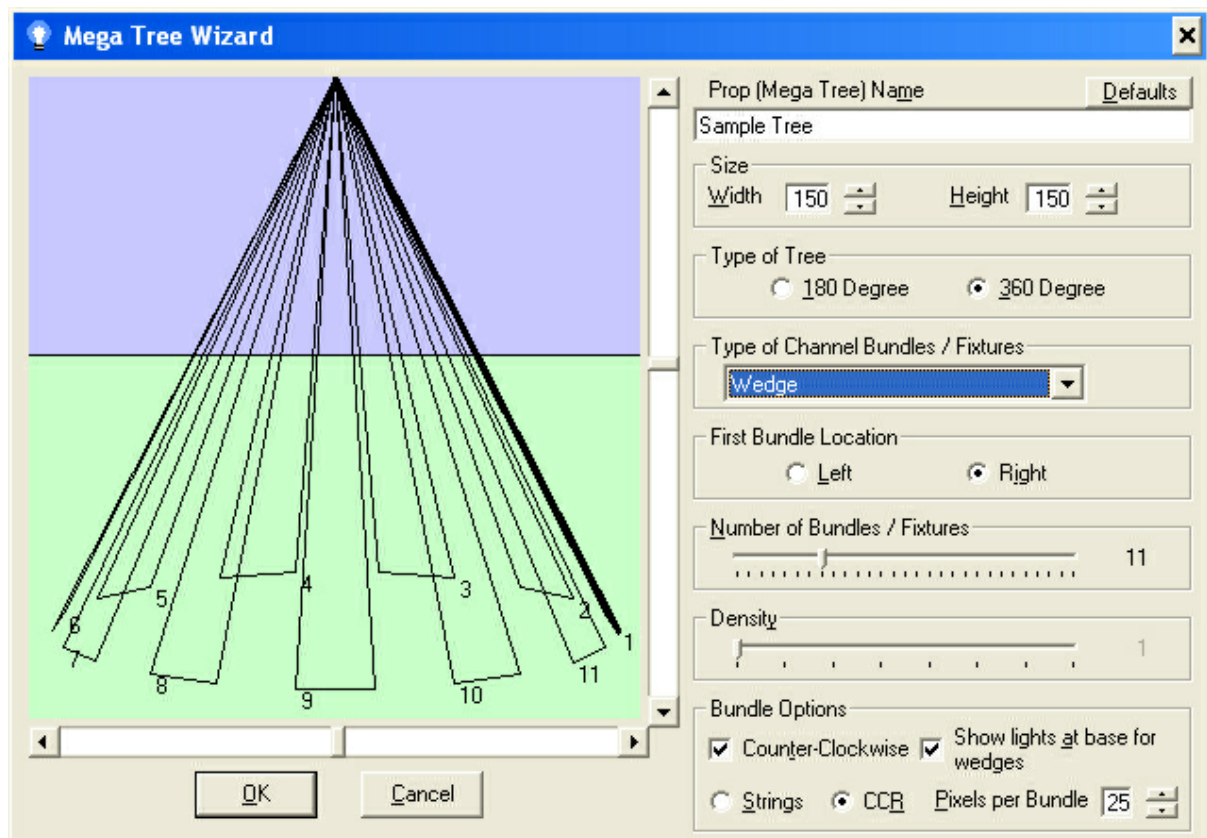 Mega Tree Wizard
Prop (Mega Tree) Name
Defaults
Sample Tree
Size
Width 150 Height 150
Type of Tree
180 Degree 360 Degree
Type of Channel Bundles / Fixtures
Wedge
First Bundle Location
Left Right
Number of Bundles / Fixtures
11
Density
1
Bundle Options
Counter-Clockwise Show lights at base for
wedges
Strings CCR Pixels per Bundle 25
5 4 3 2
6 1
7 8 9 10 11
OK Cancel